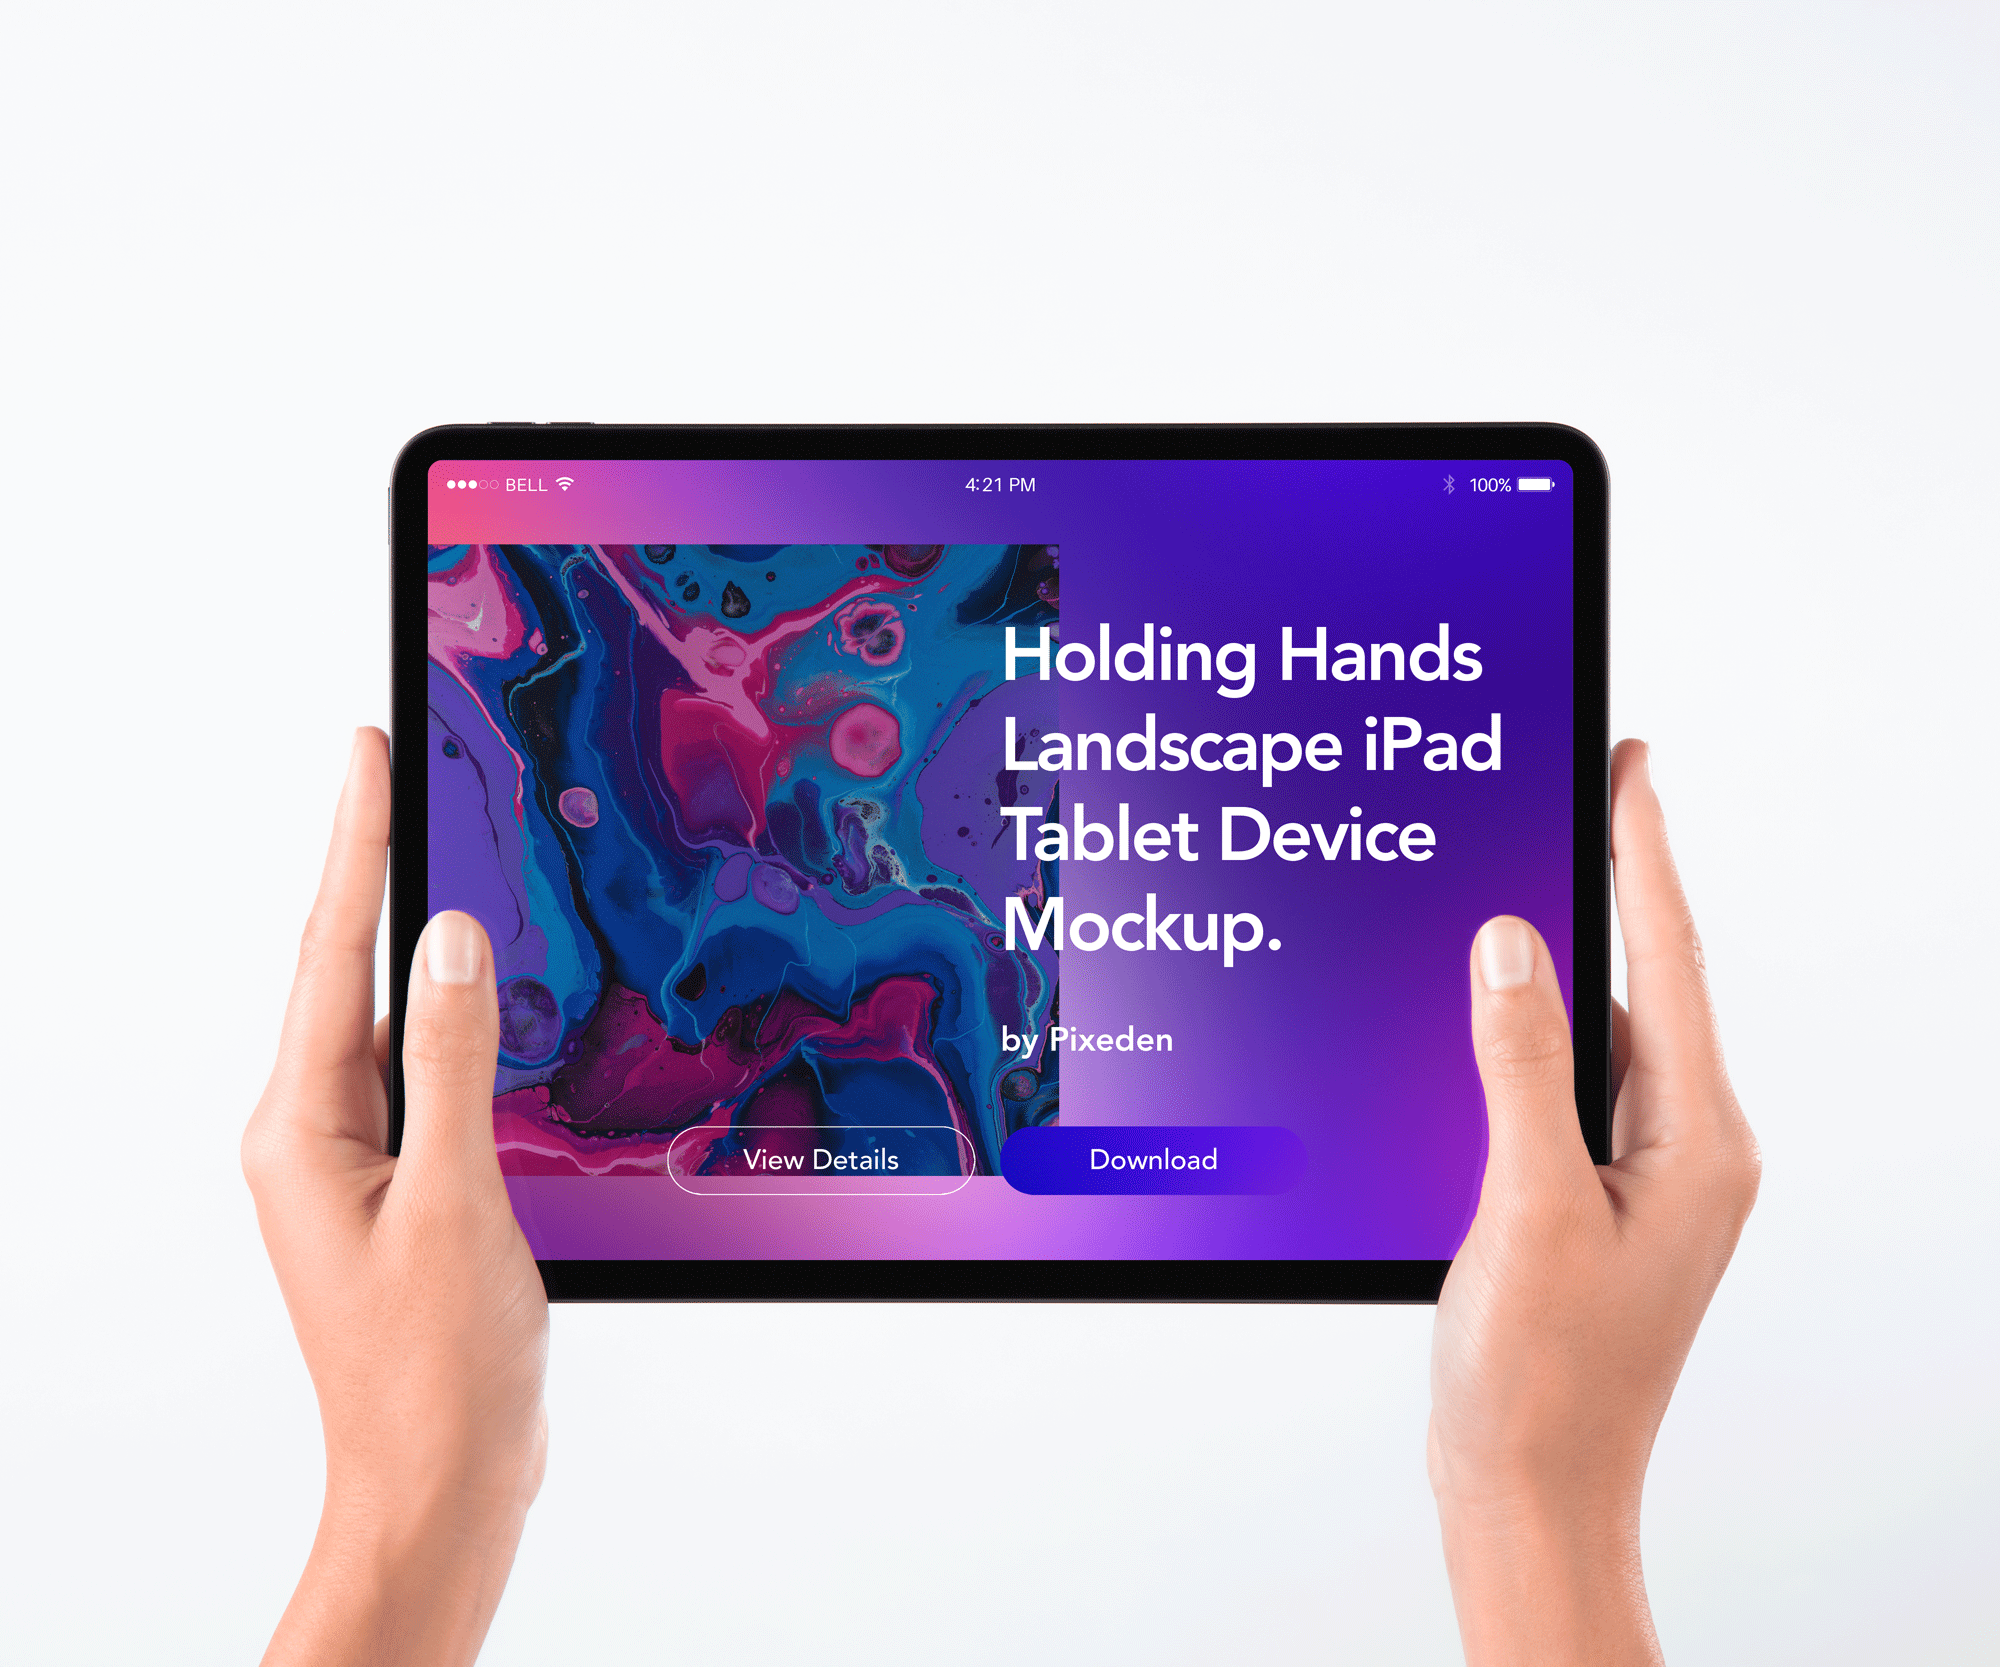 BELL
4:21 PM
100%
Holding Hands
Landscape iPad
Tablet Device
Mockup.
by Pixeden
View Details
Download